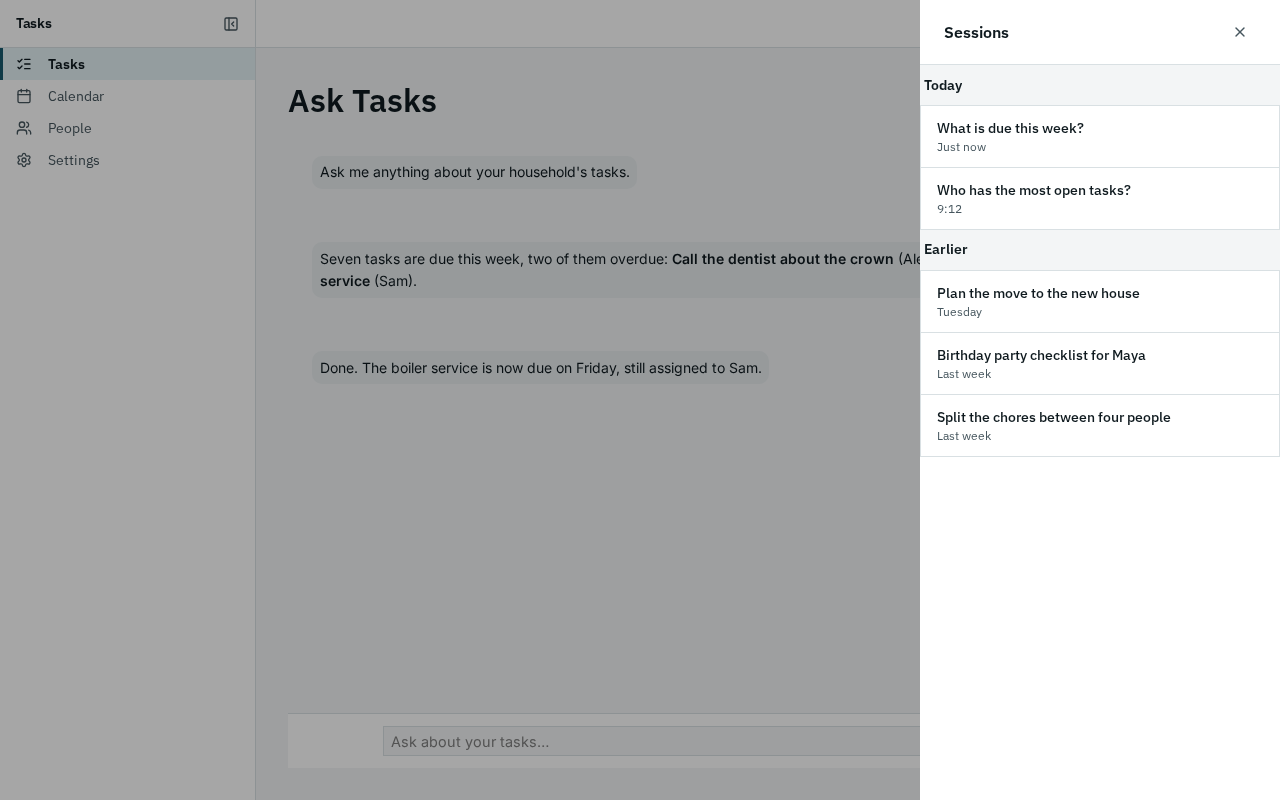 Tasks
Tasks
Calendar
People
Settings
Ask Tasks
Ask me anything about your household's tasks.
Seven tasks are due this week, two of them overdue: Call the dentist about the crown
service (Sam).
Done. The boiler service is now due on Friday, still assigned to Sam.
Ask about your tasks...
Sessions
Today
What is due this week?
Just now
Who has the most open tasks?
9:12
Earlier
Plan the move to the new house
Tuesday
Birthday party checklist for Maya
Last week
Split the chores between four people
Last week